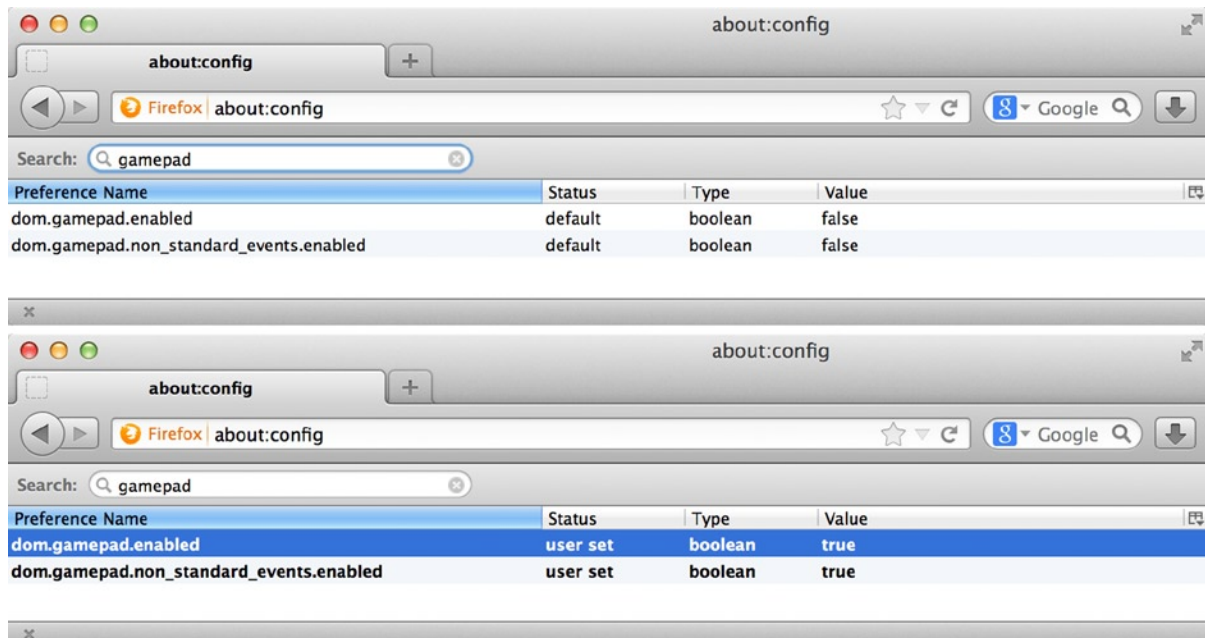 about:config
about:config
Firefox about:config Google
Search: gamepad
Preference Name Status Type Value
dom.gamepad.enabled default boolean false
dom.gamepad.non_standard_events.enabled default boolean false
about:config
about:config
Firefox about:config Google
Search: gamepad
Preference Name Status Type Value
dom.gamepad.enabled user set boolean true
dom.gamepad.non_standard_events.enabled user set boolean true